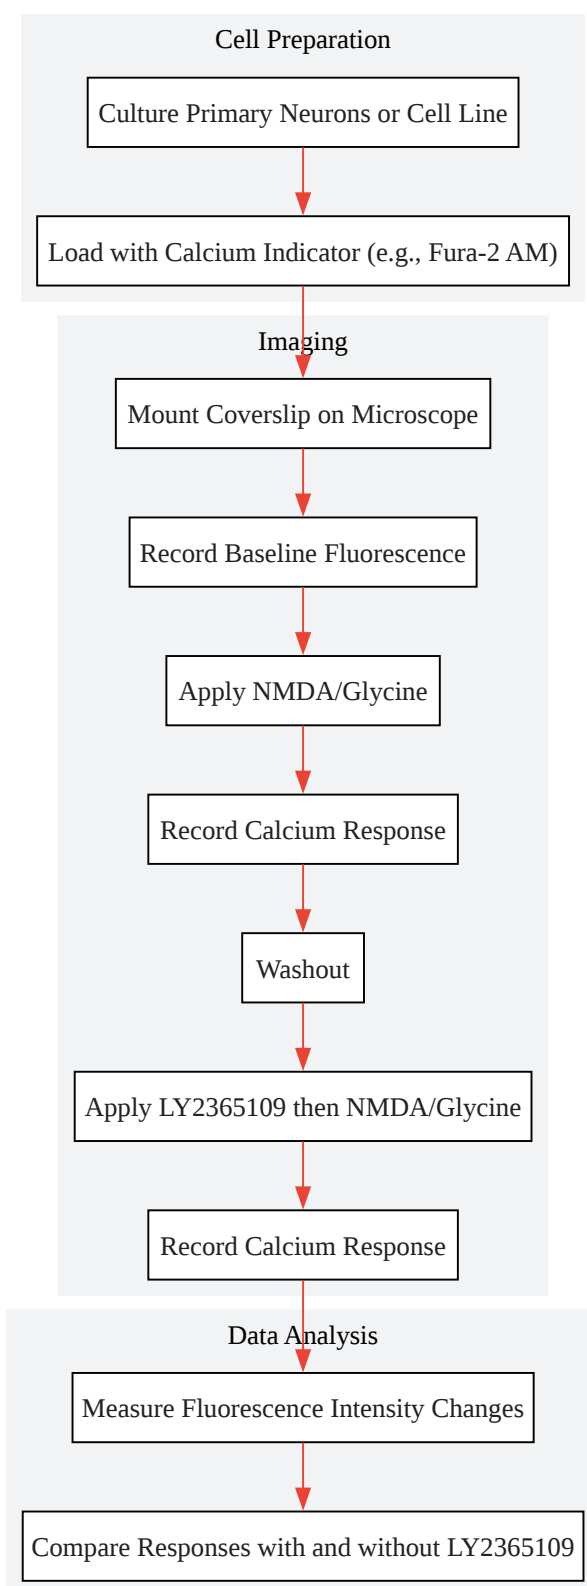 Cell Preparation
Culture Primary Neurons or Cell Line
Load with Calcium Indicator (e.g., Fura-2 AM)
Imaging
Mount Coverslip on Microscope
Record Baseline Fluorescence
Apply NMDA/Glycine
Record Calcium Response
Washout
Apply LY2365109 then NMDA/Glycine
Record Calcium Response
Data Analysis
Measure Fluorescence Intensity Changes
Compare Responses with and without LY2365109